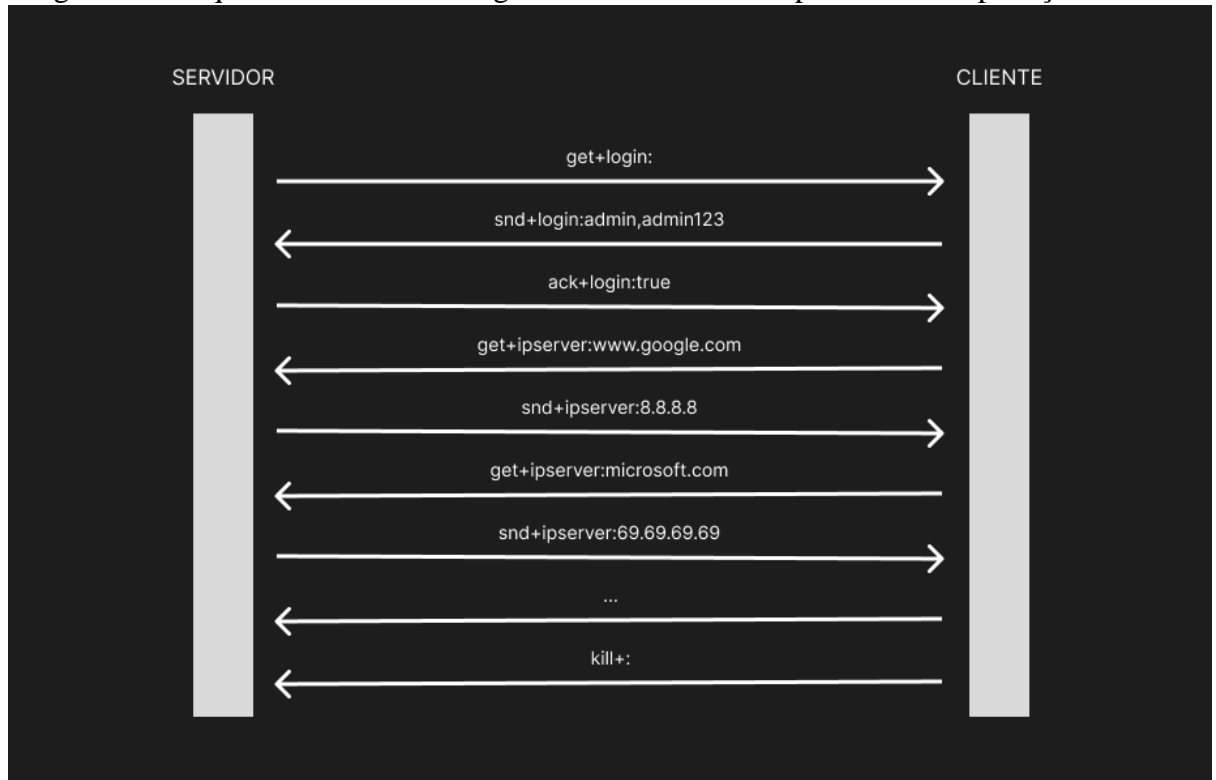 SERVIDOR
CLIENTE
get+login:
snd+login:admin,admin123
ack+login:true
get+ipserver:www.google.com
snd+ipserver:8.8.8.8
get+ipserver:microsoft.com
snd+ipserver:69.69.69.69
...
kill+: